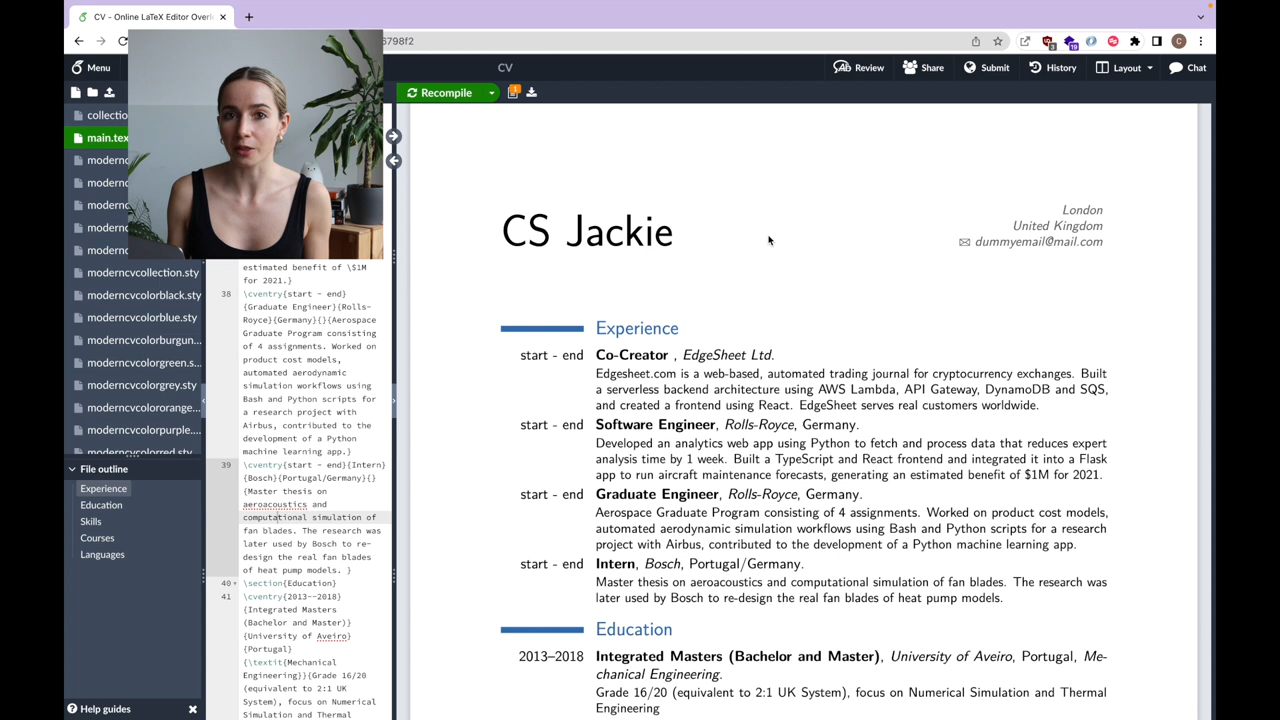 CV - Online LaTeX Editor Overl
6798f2
3
19
C
Menu
CV
Review
Share
Submit
History
Layout
Chat
Recompile
1
collectio
main.tex
modernc
modernc
modernc
modernc
modernc
moderncvcollection.sty
moderncvcolorblack.sty
moderncvcolorblue.sty
moderncvcolorburgun...
moderncvcolorgreen.s...
moderncvcolorgrey.sty
moderncvcolororange...
moderncvcolorpurple....
moderncvcolorred.sty
File outline
Experience
Education
Skills
Courses
Languages
Help guides
estimated benefit of \$1M
for 2021.}
38
\cventry{start - end}
{Graduate Engineer}{Rolls-
Royce}{Germany}{}{Aerospace
Graduate Program consisting
of 4 assignments. Worked on
product cost models,
automated aerodynamic
simulation workflows using
Bash and Python scripts for
a research project with
Airbus, contributed to the
development of a Python
machine learning app.}
39
\cventry{start - end}{Intern}
{Bosch}{Portugal/Germany}{}
{Master thesis on
aeroacoustics and
computational simulation of
fan blades. The research was
later used by Bosch to re-
design the real fan blades
of heat pump models. }
40
\section{Education}
41
\cventry{2013--2018}
{Integrated Masters
(Bachelor and Master)}
{University of Aveiro}
{Portugal}
{\textit{Mechanical
Engineering}}{Grade 16/20
(equivalent to 2:1 UK
System), focus on Numerical
Simulation and Thermal
CS Jackie
London
United Kingdom
dummyemail@mail.com
Experience
start - end Co-Creator , EdgeSheet Ltd.
Edgesheet.com is a web-based, automated trading journal for cryptocurrency exchanges. Built
a serverless backend architecture using AWS Lambda, API Gateway, DynamoDB and SQS,
and created a frontend using React. EdgeSheet serves real customers worldwide.
start - end Software Engineer, Rolls-Royce, Germany.
Developed an analytics web app using Python to fetch and process data that reduces expert
analysis time by 1 week. Built a TypeScript and React frontend and integrated it into a Flask
app to run aircraft maintenance forecasts, generating an estimated benefit of $1M for 2021.
start - end Graduate Engineer, Rolls-Royce, Germany.
Aerospace Graduate Program consisting of 4 assignments. Worked on product cost models,
automated aerodynamic simulation workflows using Bash and Python scripts for a research
project with Airbus, contributed to the development of a Python machine learning app.
start - end Intern, Bosch, Portugal/Germany.
Master thesis on aeroacoustics and computational simulation of fan blades. The research was
later used by Bosch to re-design the real fan blades of heat pump models.
Education
2013–2018 Integrated Masters (Bachelor and Master), University of Aveiro, Portugal, Me-
chanical Engineering.
Grade 16/20 (equivalent to 2:1 UK System), focus on Numerical Simulation and Thermal
Engineering